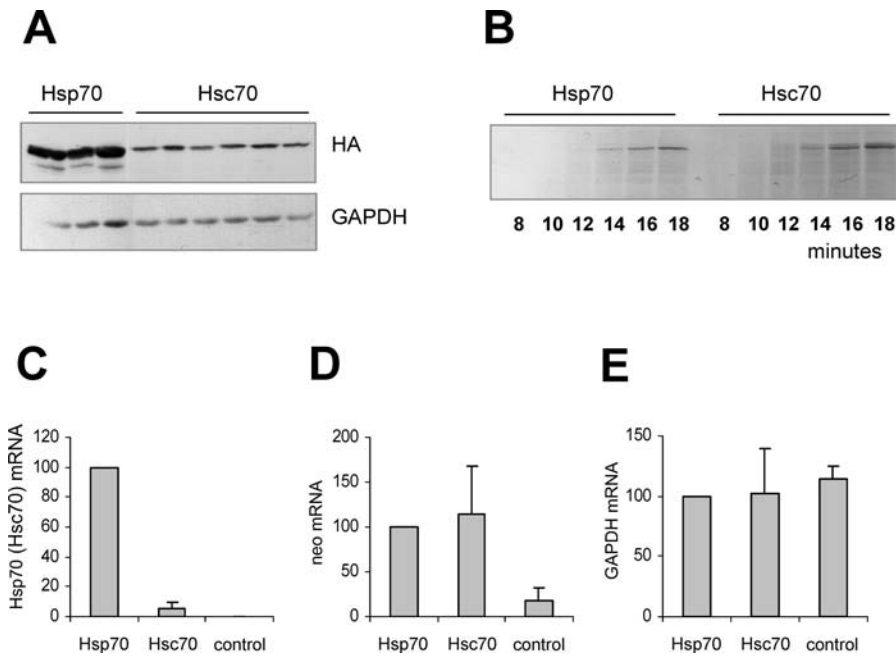 A
Hsp70 Hsc70
HA
GAPDH
B
Hsp70 Hsc70
8 10 12 14 16 18 8 10 12 14 16 18
minutes
C
Hsp70 (Hsc70) mRNA
120
100
80
60
40
20
0
Hsp70 Hsc70 control
D
neo mRNA
200
150
100
50
0
Hsp70 Hsc70 control
E
GAPDH mRNA
150
100
50
0
Hsp70 Hsc70 control